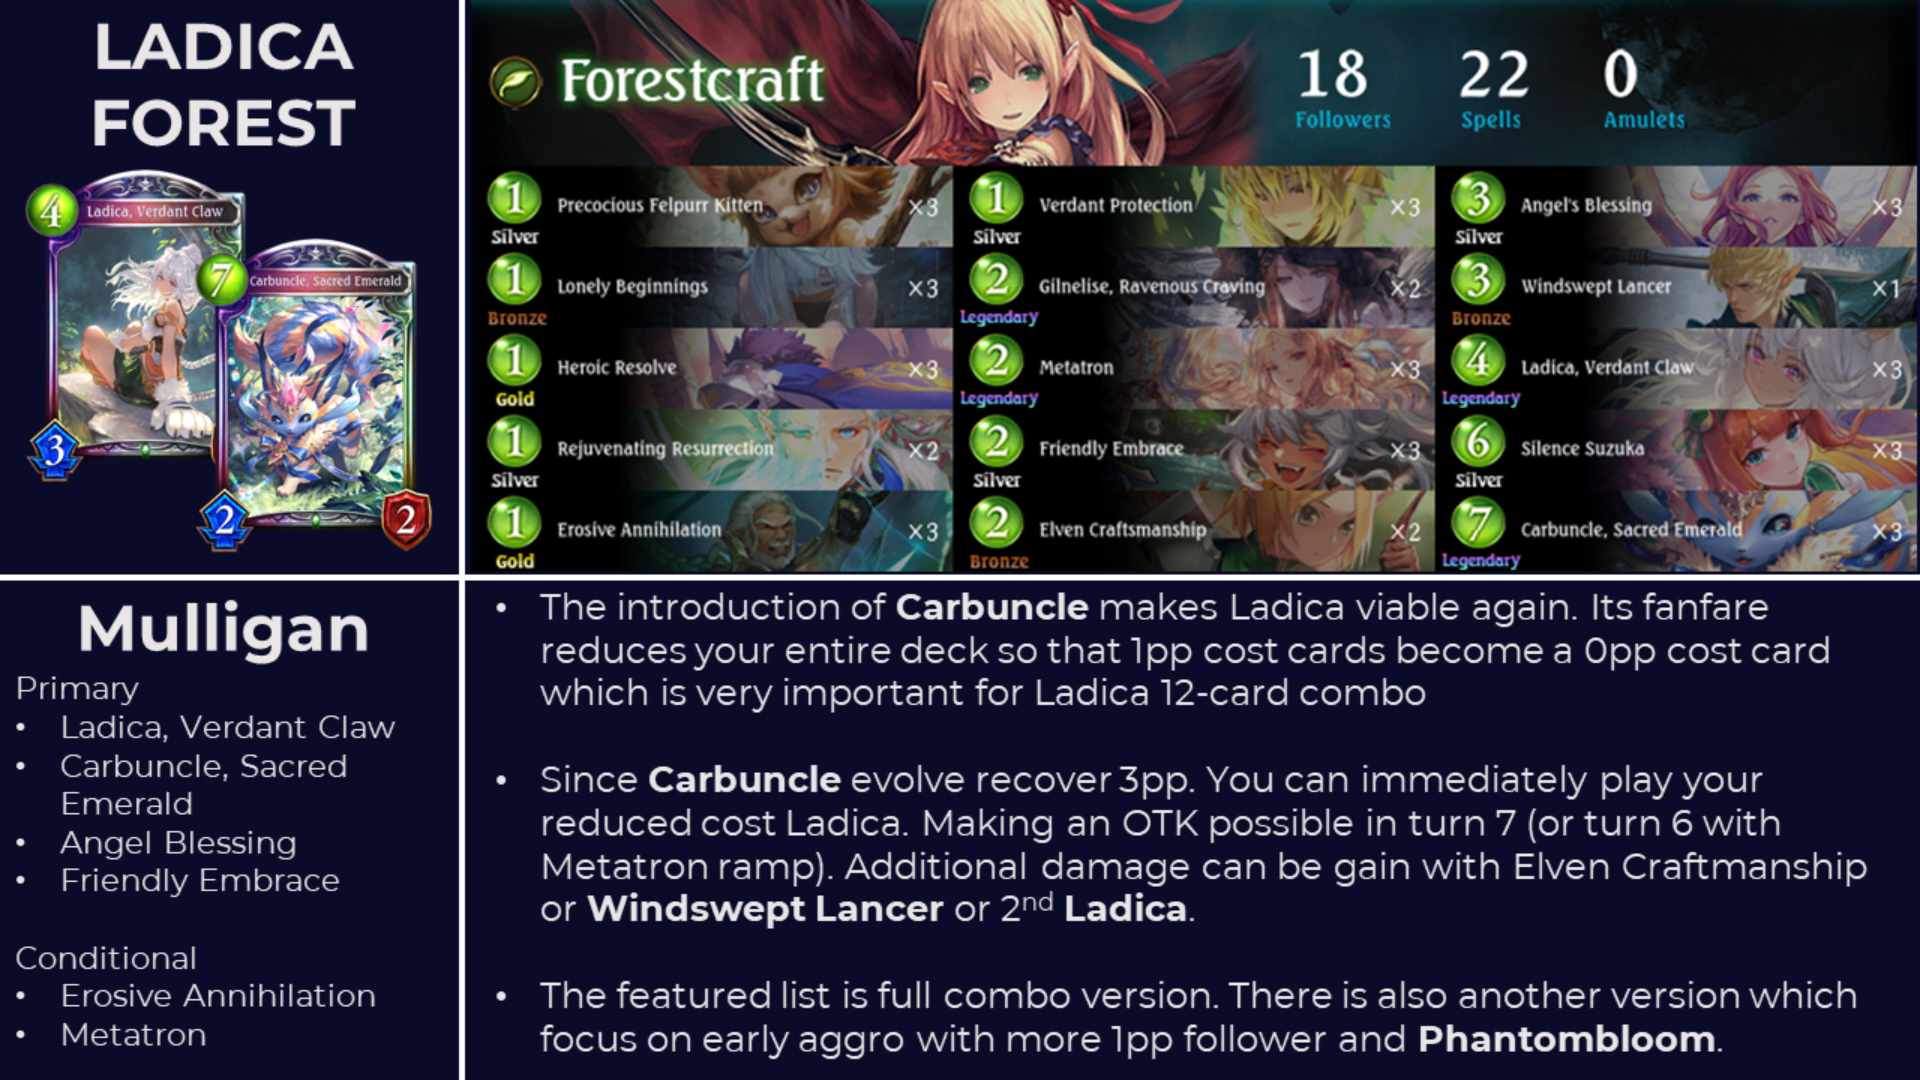 LADICA
FOREST
4
Ladica, Verdant Claw
3
7
Carbuncle, Sacred Emerald
2
2
Forestcraft
18
Followers
22
Spells
0
Amulets
1
Silver
Precocious Felpurr Kitten
×3
1
Bronze
Lonely Beginnings
×3
1
Gold
Heroic Resolve
×3
1
Silver
Rejuvenating Resurrection
×2
1
Gold
Erosive Annihilation
×3
1
Silver
Verdant Protection
×3
2
Legendary
Gilnelise, Ravenous Craving
×2
2
Legendary
Metatron
×3
2
Silver
Friendly Embrace
×3
2
Bronze
Elven Craftsmanship
×2
3
Silver
Angel's Blessing
×3
3
Bronze
Windswept Lancer
×1
4
Legendary
Ladica, Verdant Claw
×3
6
Silver
Silence Suzuka
×3
7
Legendary
Carbuncle, Sacred Emerald
×3
Mulligan
Primary
• Ladica, Verdant Claw
• Carbuncle, Sacred
Emerald
• Angel Blessing
• Friendly Embrace
Conditional
• Erosive Annihilation
• Metatron
• The introduction of Carbuncle makes Ladica viable again. Its fanfare
reduces your entire deck so that 1pp cost cards become a 0pp cost card
which is very important for Ladica 12-card combo
• Since Carbuncle evolve recover 3pp. You can immediately play your
reduced cost Ladica. Making an OTK possible in turn 7 (or turn 6 with
Metatron ramp). Additional damage can be gain with Elven Craftmanship
or Windswept Lancer or 2nd Ladica.
• The featured list is full combo version. There is also another version which
focus on early aggro with more 1pp follower and Phantombloom.